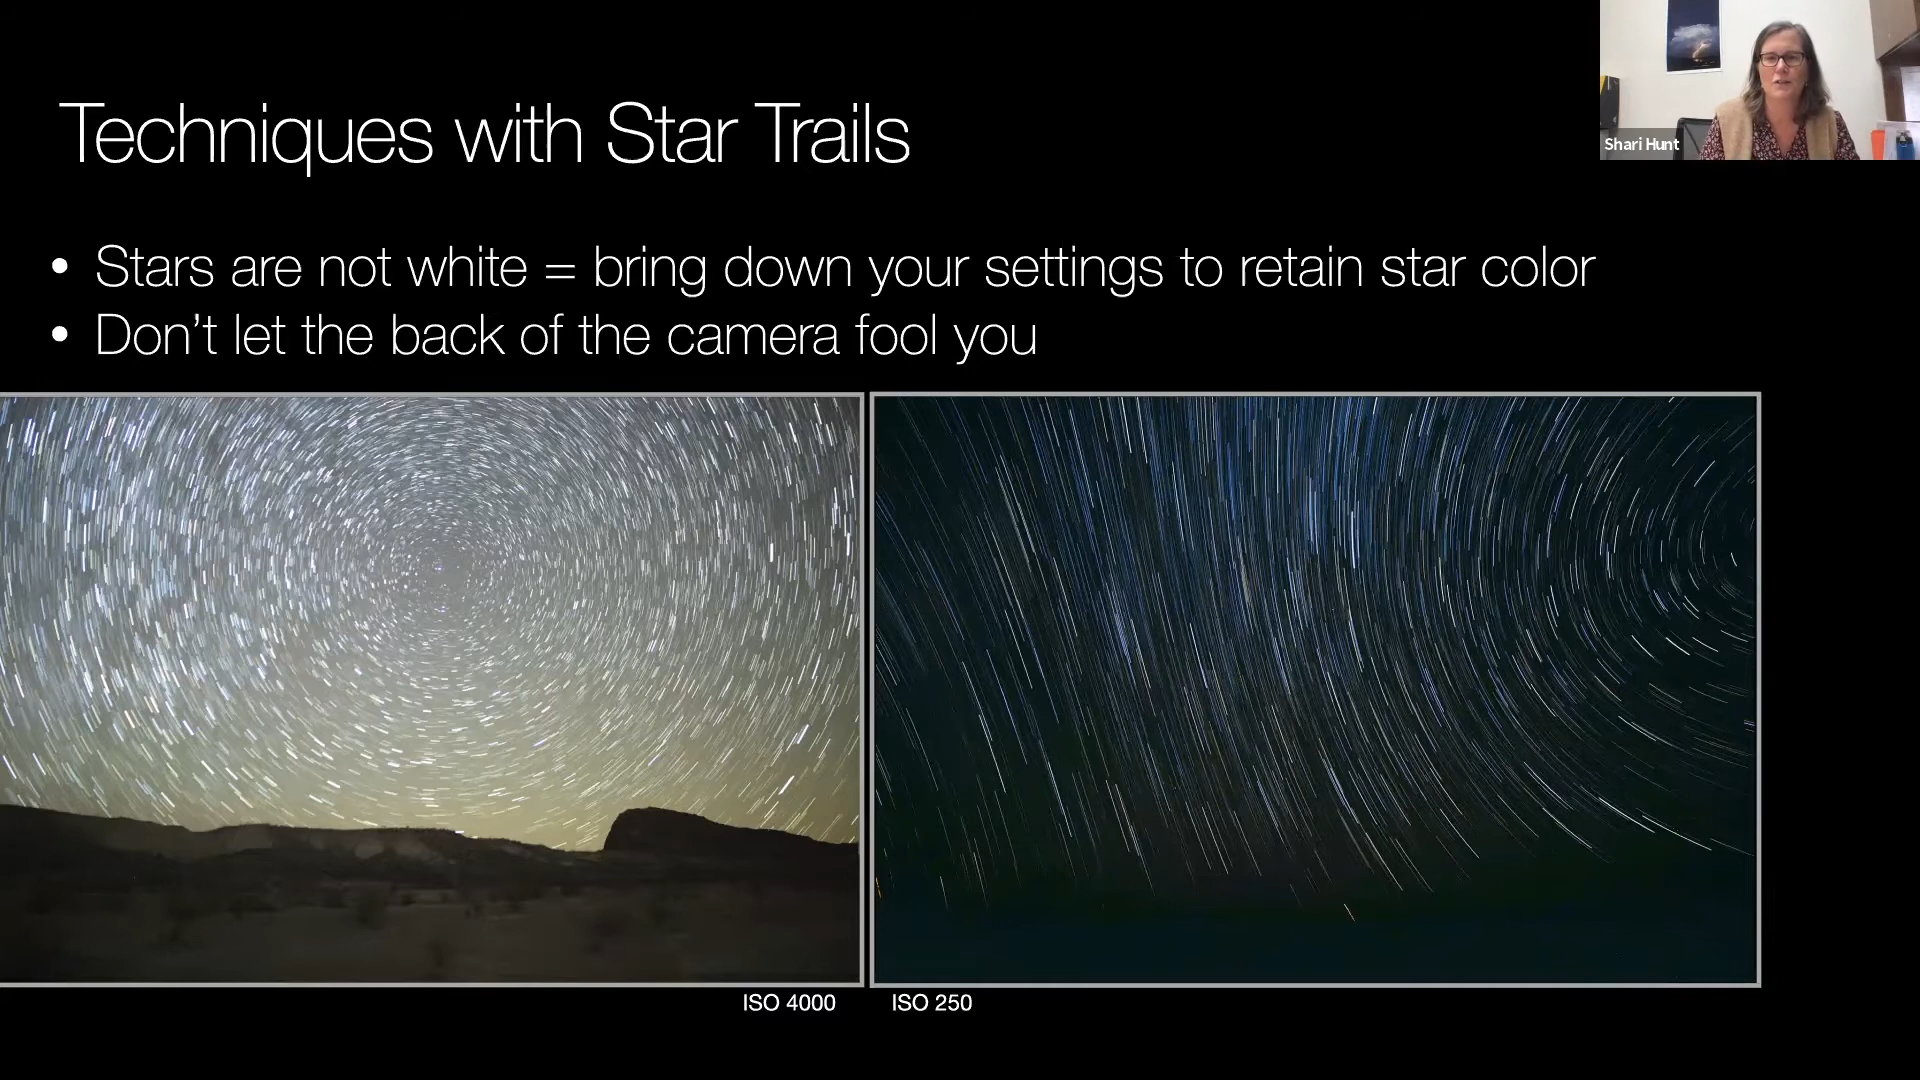 Shari Hunt
Techniques with Star Trails
• Stars are not white = bring down your settings to retain star color
• Don’t let the back of the camera fool you
ISO 4000
ISO 250